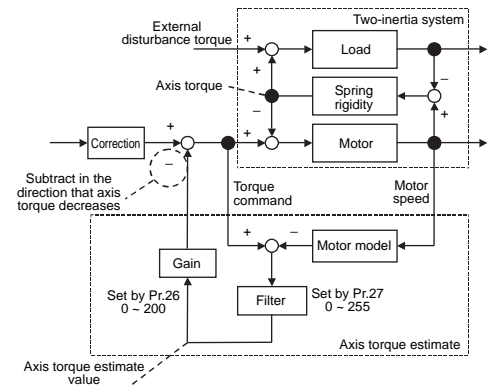 External
disturbance torque
Two-inertia system
+
Load
+
Axis torque
Spring
rigidity
–
–
+
+
+
Correction
Motor
–
Subtract in the
direction that axis
torque decreases
Torque
command
Motor
speed
+
–
Motor model
Gain
Set by Pr.26
0 ~ 200
Filter
Set by Pr.27
0 ~ 255
Axis torque estimate
Axis torque estimate
value